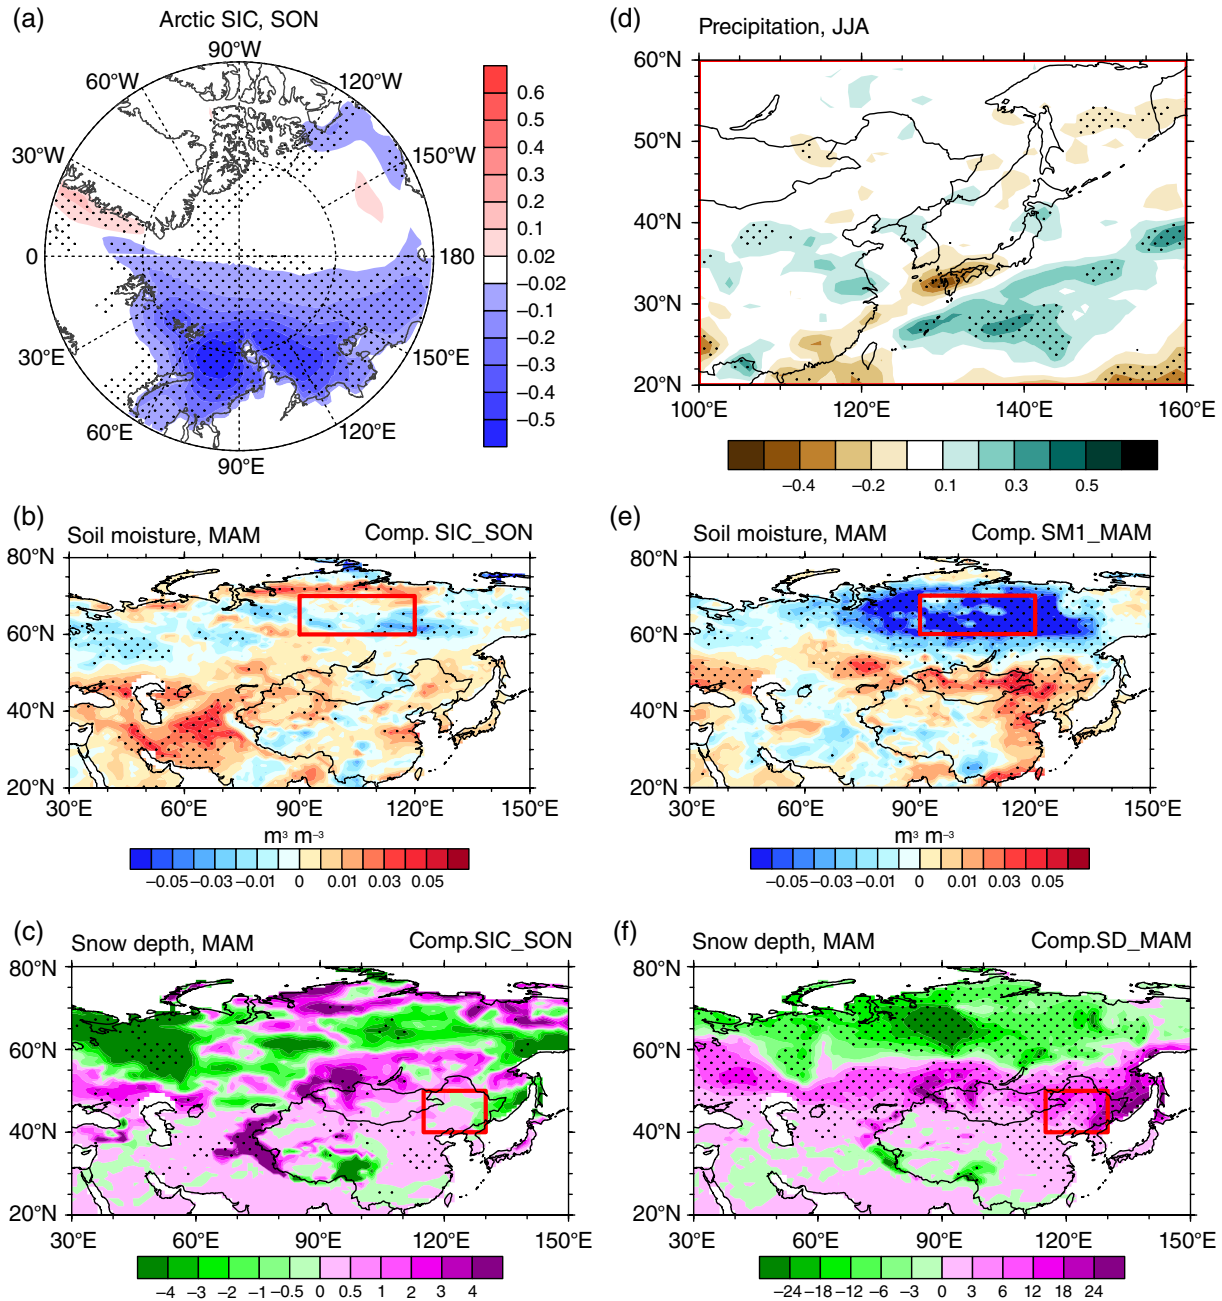 (a)
Arctic SIC, SON
90°W
60°W
120°W
30°W
150°W
0
180
30°E
150°E
60°E
120°E
90°E
0.6
0.5
0.4
0.3
0.2
0.1
0.02
−0.02
−0.1
−0.2
−0.3
−0.4
−0.5
(d)
Precipitation, JJA
60°N
50°N
40°N
30°N
20°N
100°E
120°E
140°E
160°E
−0.4
−0.2
0.1
0.3
0.5
(b)
Soil moisture, MAM
Comp. SIC_SON
80°N
60°N
40°N
20°N
30°E
60°E
90°E
120°E
150°E
m³ m⁻³
−0.05
−0.03
−0.01
0
0.01
0.03
0.05
(e)
Soil moisture, MAM
Comp. SM1_MAM
80°N
60°N
40°N
20°N
30°E
60°E
90°E
120°E
150°E
m³ m⁻³
−0.05
−0.03
−0.01
0
0.01
0.03
0.05
(c)
Snow depth, MAM
Comp.SIC_SON
80°N
60°N
40°N
20°N
30°E
60°E
90°E
120°E
150°E
−4
−3
−2
−1
−0.5
0
0.5
1
2
3
4
(f)
Snow depth, MAM
Comp.SD_MAM
80°N
60°N
40°N
20°N
30°E
60°E
90°E
120°E
150°E
−24
−18
−12
−6
−3
0
3
6
12
18
24